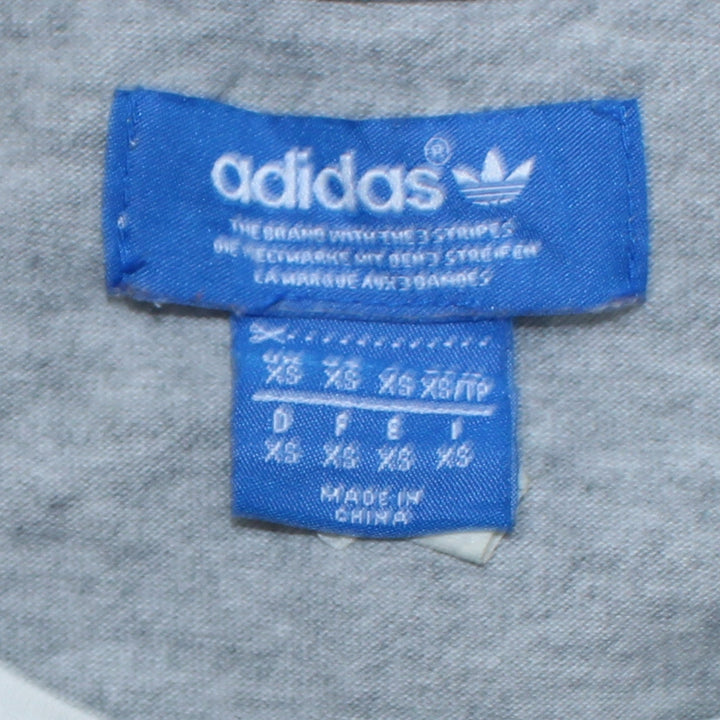 adidas®
THE BRAND WITH THE 3 STRIPES
DIE WELTMARKE MIT DEN 3 STREIFEN
LA MARQUE AUX 3 BANDES
XS XS XS XS/TP
D F E I
XS XS XS XS
MADE IN
CHINA